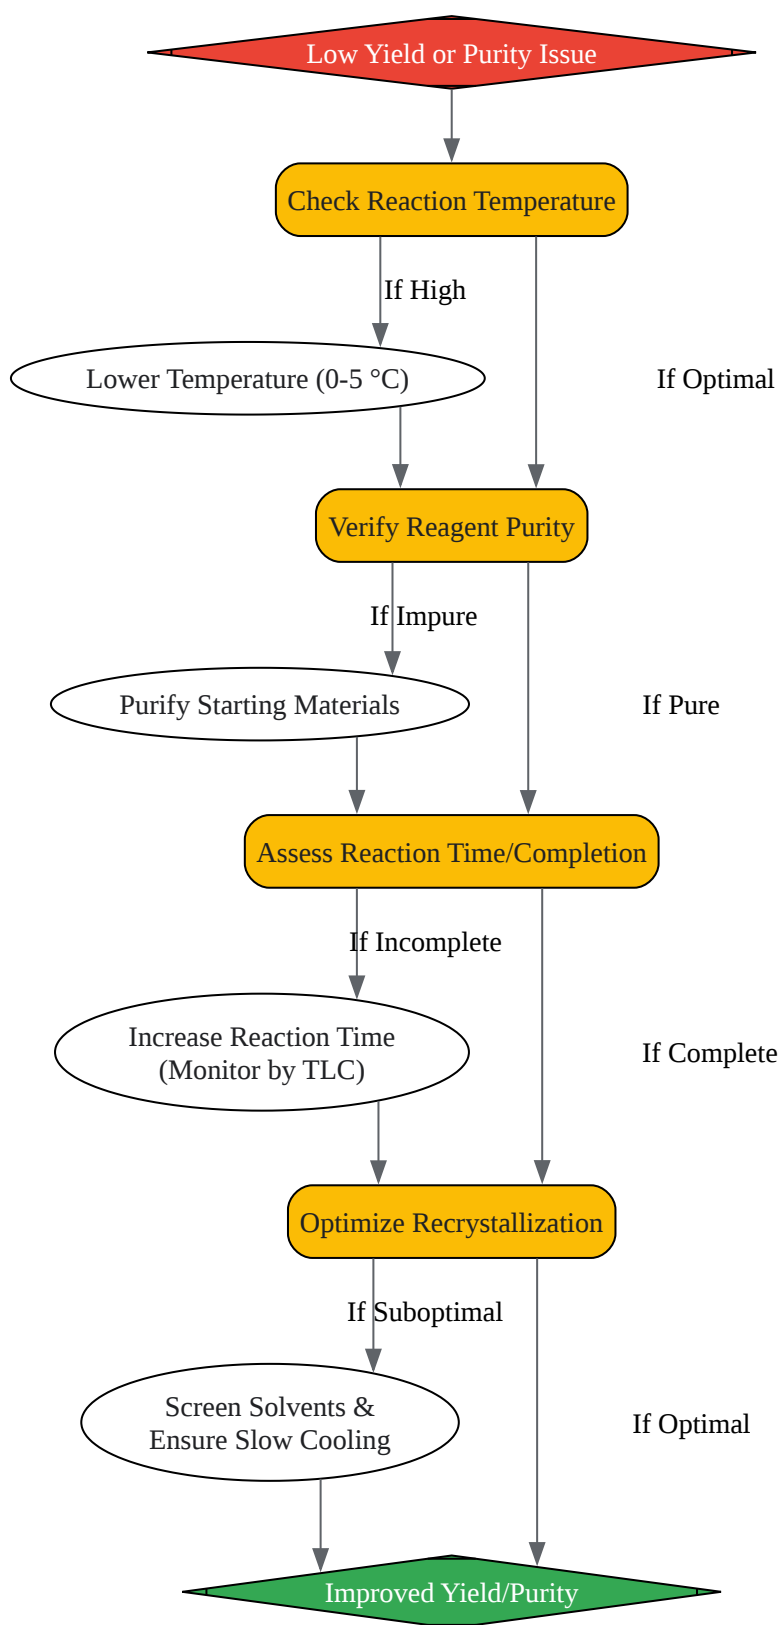 Low Yield or Purity Issue
Check Reaction Temperature
If High
Lower Temperature (0-5 °C)
If Optimal
Verify Reagent Purity
If Impure
Purify Starting Materials
If Pure
Assess Reaction Time/Completion
If Incomplete
Increase Reaction Time
(Monitor by TLC)
If Complete
Optimize Recrystallization
If Suboptimal
Screen Solvents &
Ensure Slow Cooling
If Optimal
Improved Yield/Purity